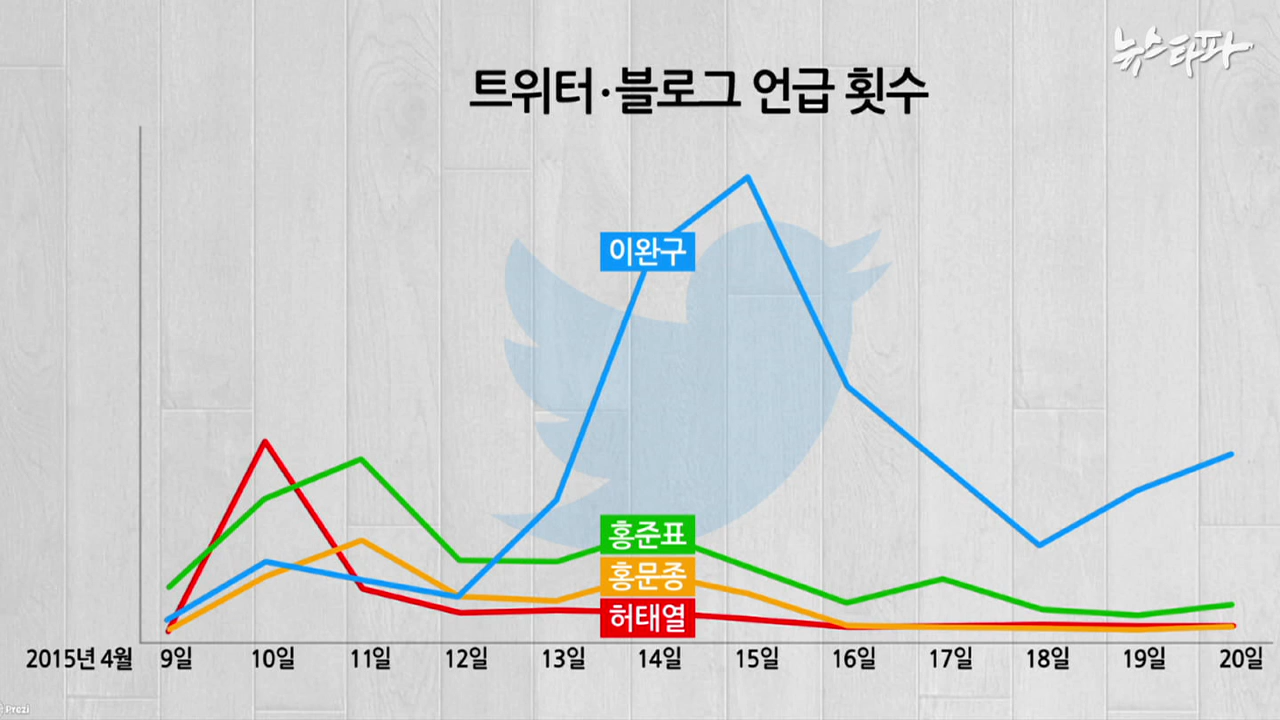 뉴스타파
트위터·블로그 언급 횟수
이완구
홍준표
홍문종
허태열
2015년 4월 9일 10일 11일 12일 13일 14일 15일 16일 17일 18일 19일 20일
Prezi